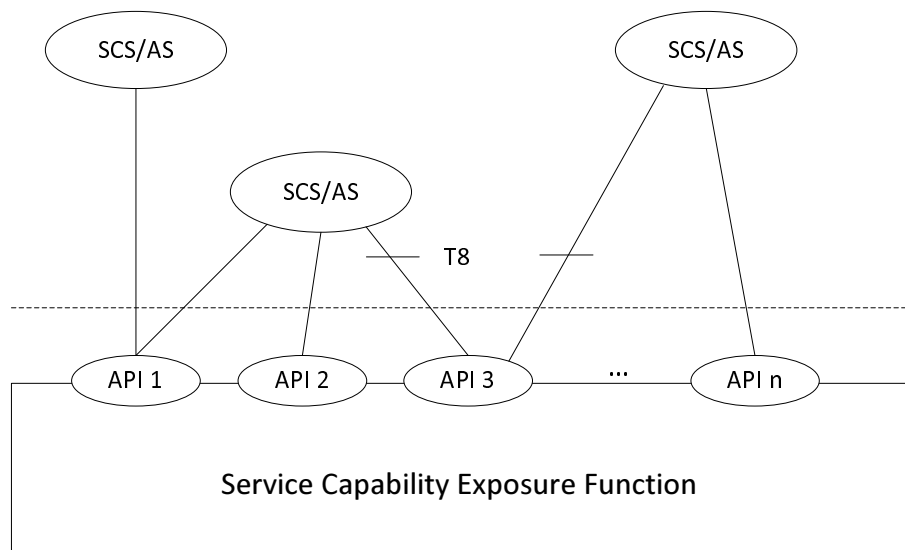 SCS/AS
SCS/AS
SCS/AS
T8
API 1
API 2
API 3
...
API n
Service Capability Exposure Function